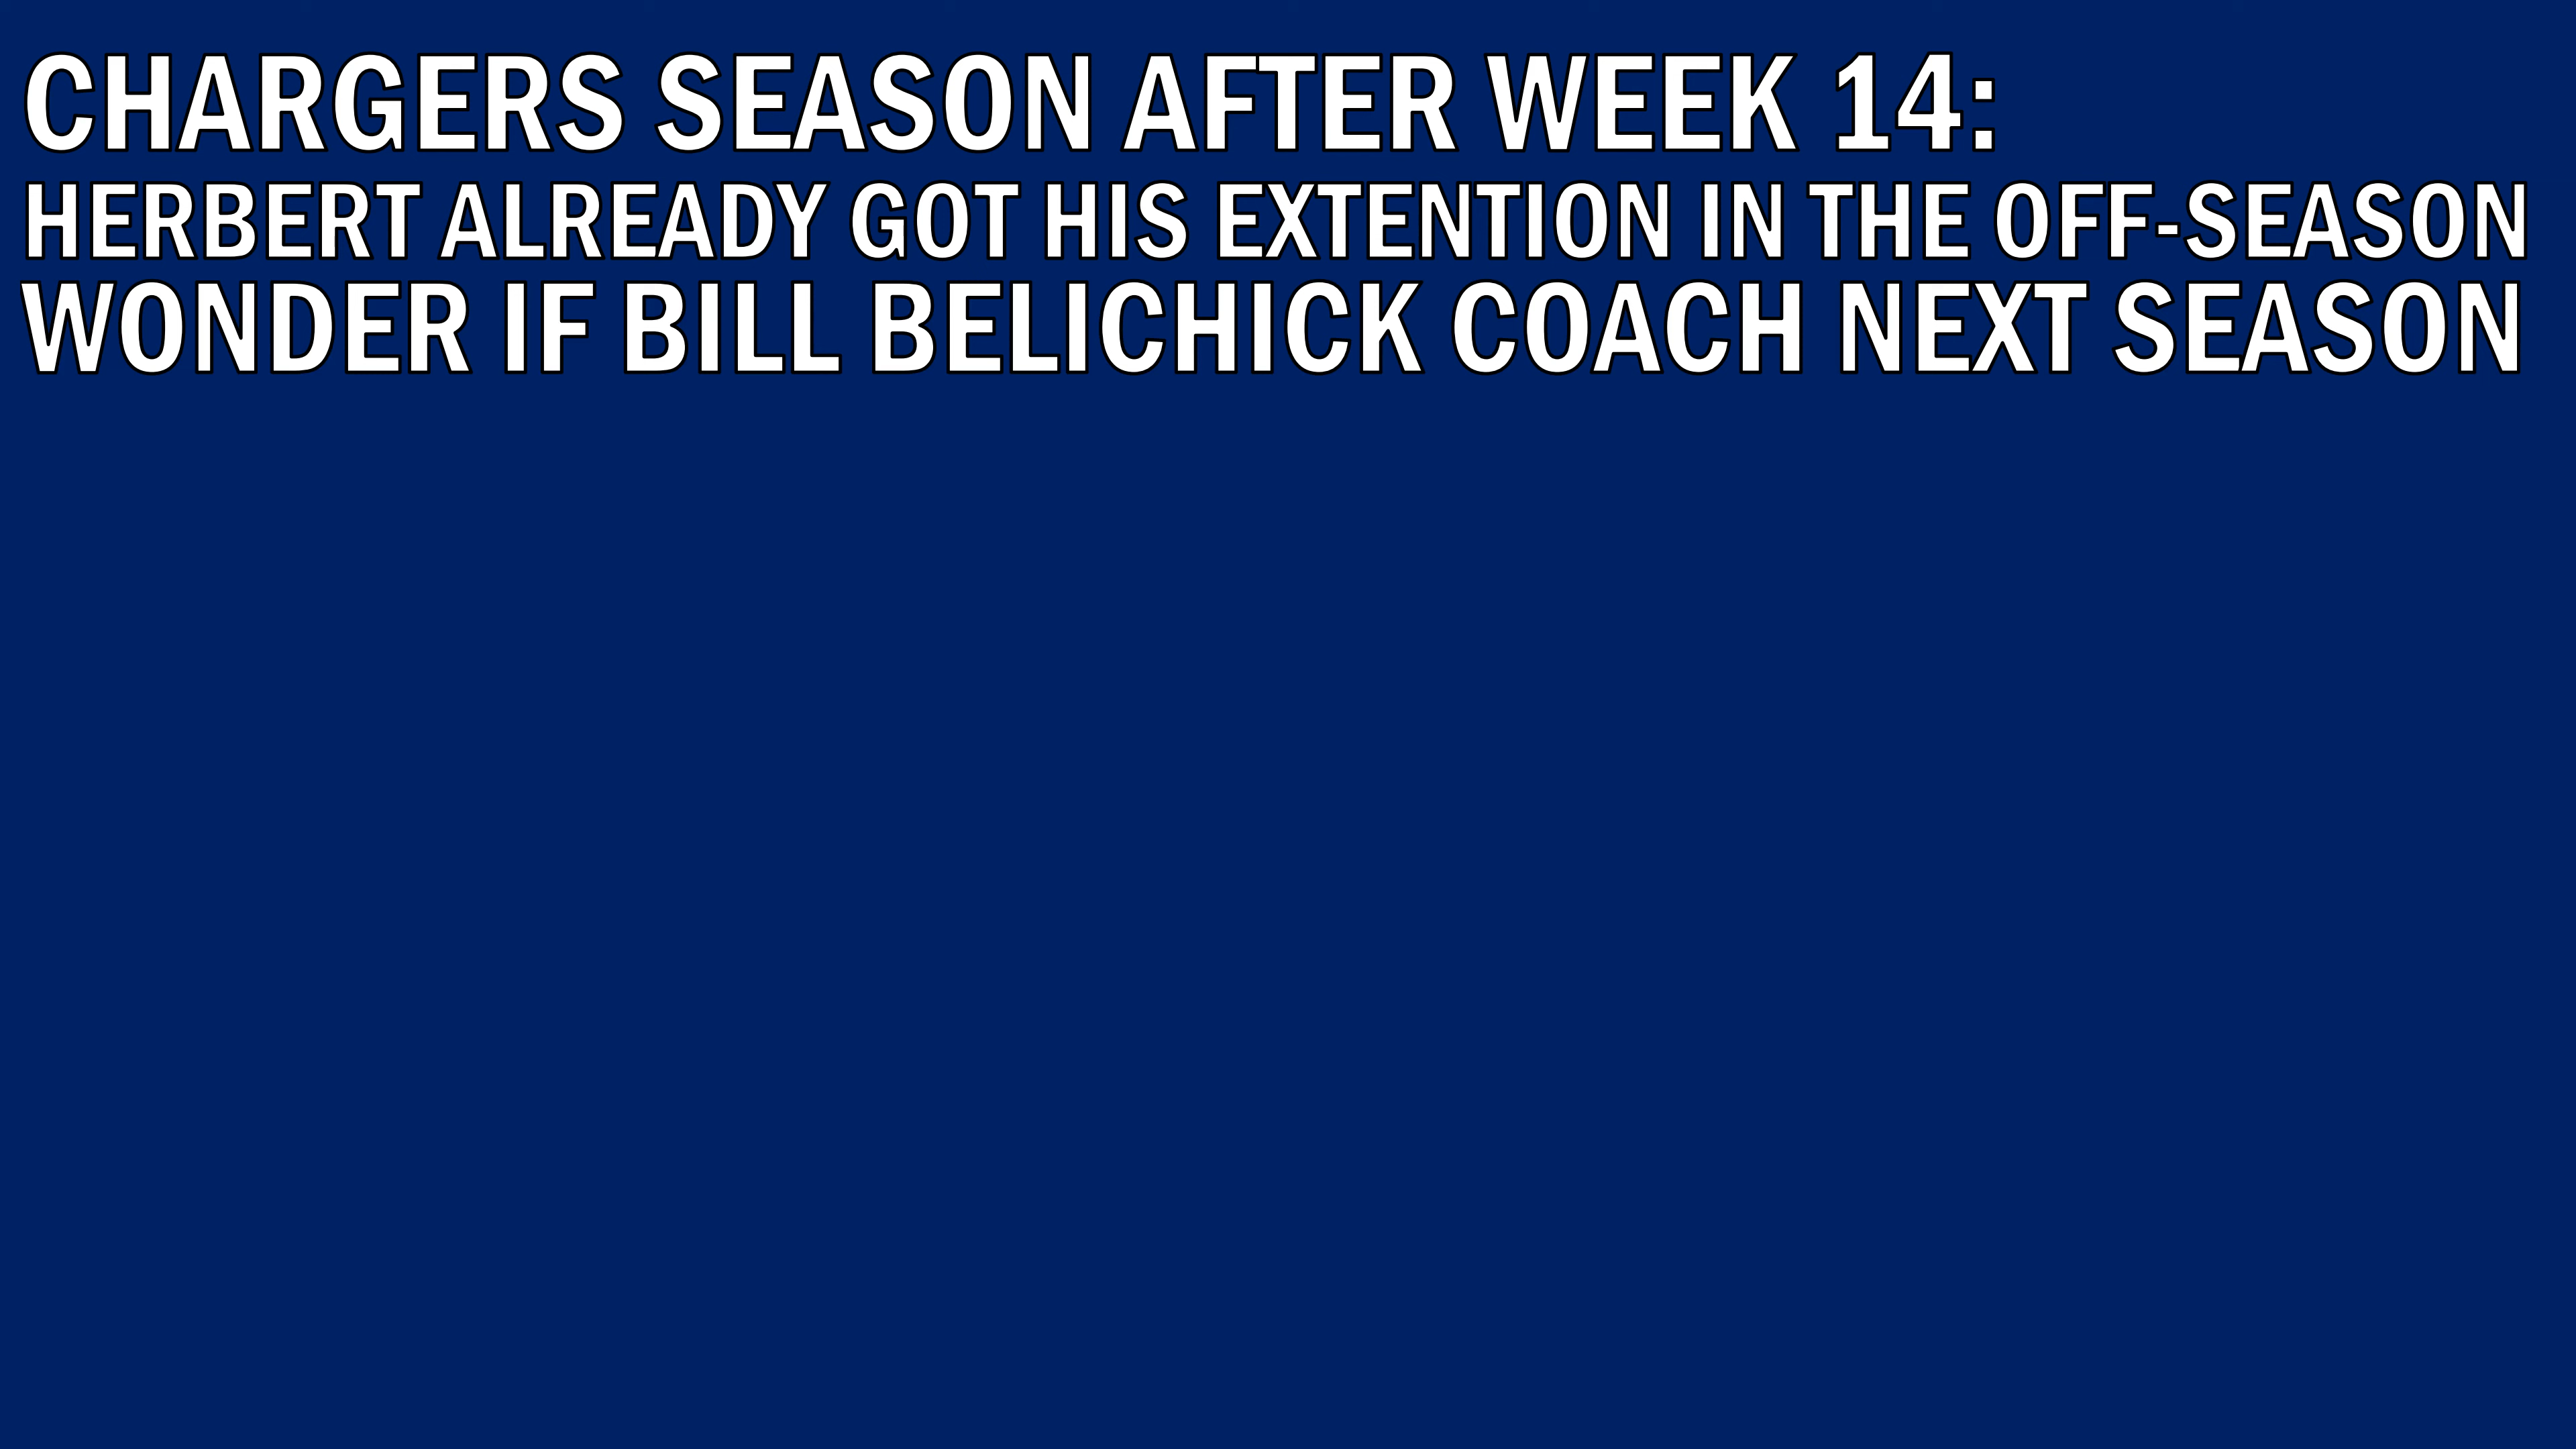 CHARGERS SEASON AFTER WEEK 14:
HERBERT ALREADY GOT HIS EXTENTION IN THE OFF-SEASON
WONDER IF BILL BELICHICK COACH NEXT SEASON